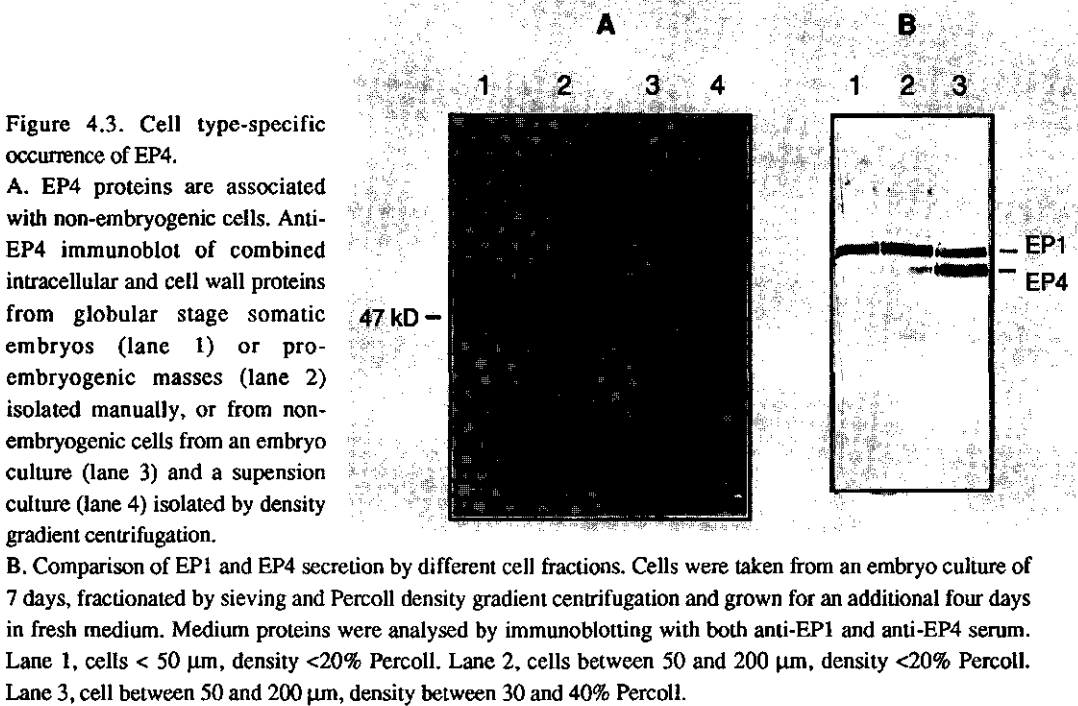 A
B
1 2 3 4
1 2 3
Figure 4.3. Cell type-specific
occurrence of EP4.
A. EP4 proteins are associated
with non-embryogenic cells. Anti-
EP4 immunoblot of combined
intracellular and cell wall proteins
from globular stage somatic
embryos (lane 1) or pro-
embryogenic masses (lane 2)
isolated manually, or from non-
embryogenic cells from an embryo
culture (lane 3) and a supension
culture (lane 4) isolated by density
gradient centrifugation.
47 kD –
– EP1
– EP4
B. Comparison of EP1 and EP4 secretion by different cell fractions. Cells were taken from an embryo culture of
7 days, fractionated by sieving and Percoll density gradient centrifugation and grown for an additional four days
in fresh medium. Medium proteins were analysed by immunoblotting with both anti-EP1 and anti-EP4 serum.
Lane 1, cells < 50 µm, density <20% Percoll. Lane 2, cells between 50 and 200 µm, density <20% Percoll.
Lane 3, cell between 50 and 200 µm, density between 30 and 40% Percoll.